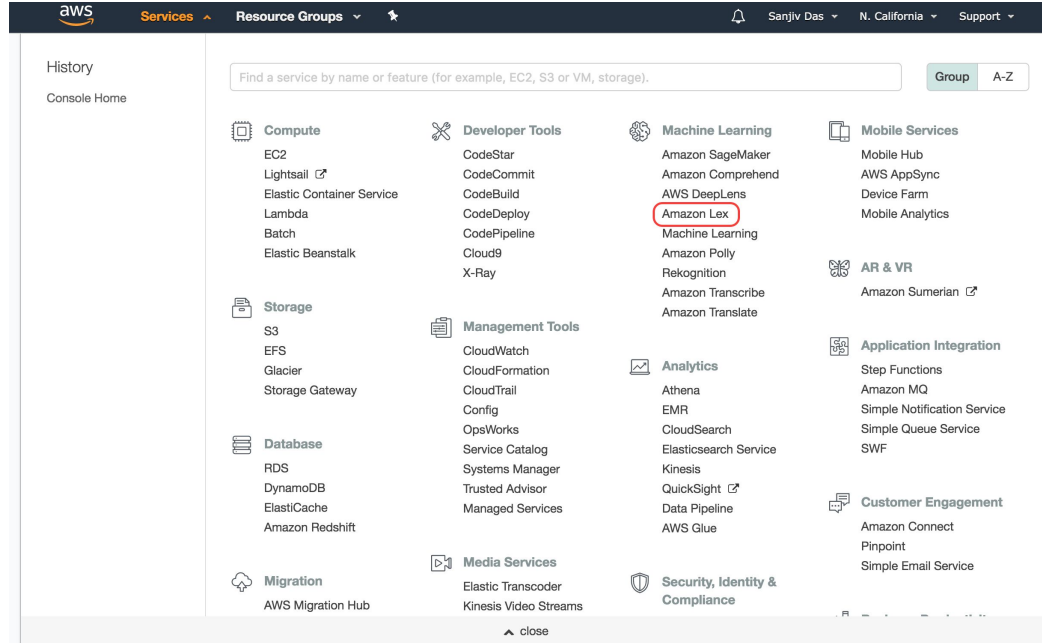 aws
Services
Resource Groups
Sanjiv Das
N. California
Support
History
Console Home
Find a service by name or feature (for example, EC2, S3 or VM, storage).
Group
A-Z
Compute
EC2
Lightsail
Elastic Container Service
Lambda
Batch
Elastic Beanstalk
Storage
S3
EFS
Glacier
Storage Gateway
Database
RDS
DynamoDB
ElastiCache
Amazon Redshift
Migration
AWS Migration Hub
Developer Tools
CodeStar
CodeCommit
CodeBuild
CodeDeploy
CodePipeline
Cloud9
X-Ray
Management Tools
CloudWatch
CloudFormation
CloudTrail
Config
OpsWorks
Service Catalog
Systems Manager
Trusted Advisor
Managed Services
Media Services
Elastic Transcoder
Kinesis Video Streams
Machine Learning
Amazon SageMaker
Amazon Comprehend
AWS DeepLens
Amazon Lex
Machine Learning
Amazon Polly
Rekognition
Amazon Transcribe
Amazon Translate
Analytics
Athena
EMR
CloudSearch
Elasticsearch Service
Kinesis
QuickSight
Data Pipeline
AWS Glue
Security, Identity &
Compliance
Mobile Services
Mobile Hub
AWS AppSync
Device Farm
Mobile Analytics
AR & VR
Amazon Sumerian
Application Integration
Step Functions
Amazon MQ
Simple Notification Service
Simple Queue Service
SWF
Customer Engagement
Amazon Connect
Pinpoint
Simple Email Service
close